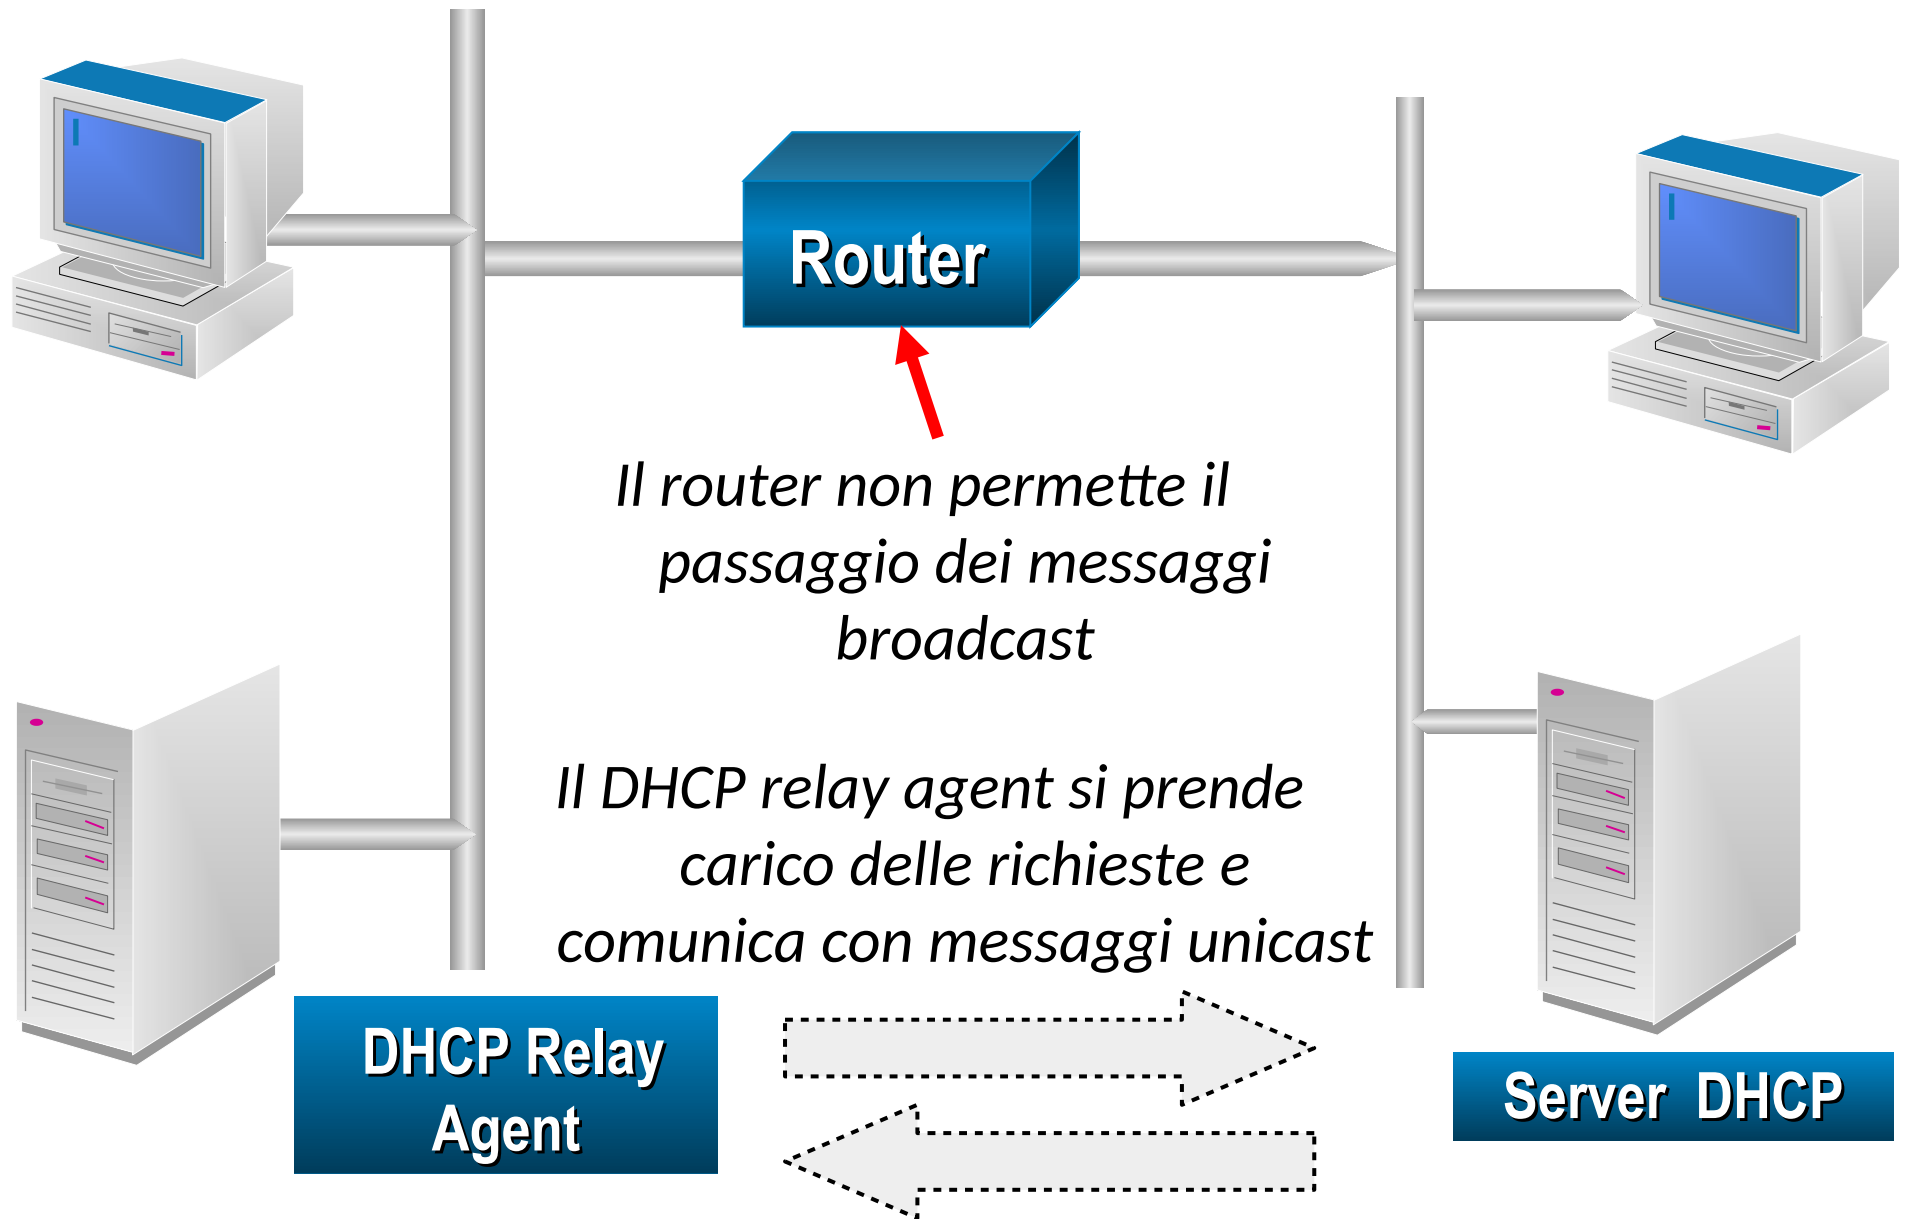 Router
Il router non permette il
passaggio dei messaggi
broadcast
Il DHCP relay agent si prende
carico delle richieste e
comunica con messaggi unicast
DHCP Relay
Agent
Server DHCP